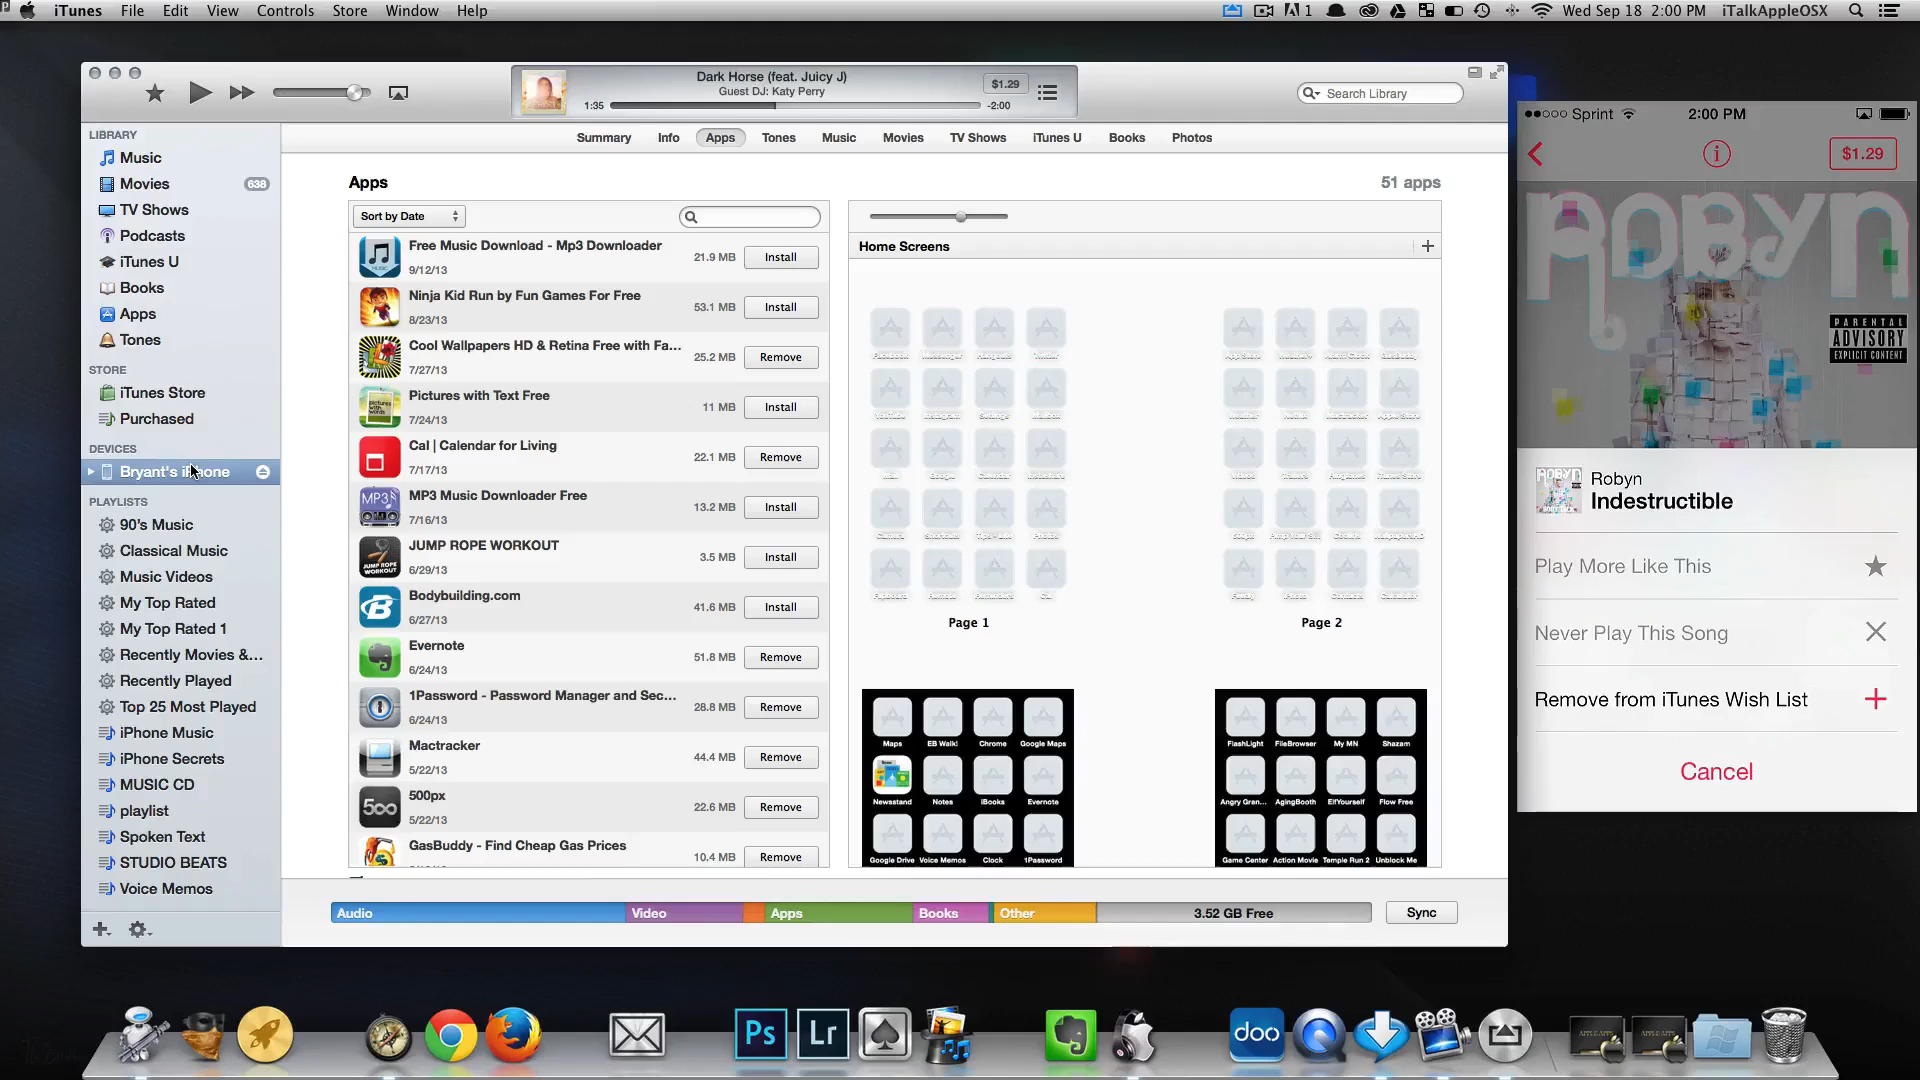 iTunes File Edit View Controls Store Window Help
1 Wed Sep 18 2:00 PM iTalkAppleOSX
Dark Horse (feat. Juicy J)
Guest DJ: Katy Perry
$1.29
1:35
-2:00
Search Library
LIBRARY
Music
Movies 638
TV Shows
Podcasts
iTunes U
Books
Apps
Tones
STORE
iTunes Store
Purchased
DEVICES
Bryant's iPhone
PLAYLISTS
90's Music
Classical Music
Music Videos
My Top Rated
My Top Rated 1
Recently Movies &...
Recently Played
Top 25 Most Played
iPhone Music
iPhone Secrets
MUSIC CD
playlist
Spoken Text
STUDIO BEATS
Voice Memos
Summary Info Apps Tones Music Movies TV Shows iTunes U Books Photos
Apps 51 apps
Sort by Date
Free Music Download - Mp3 Downloader
9/12/13
21.9 MB Install
Ninja Kid Run by Fun Games For Free
8/23/13
53.1 MB Install
Cool Wallpapers HD & Retina Free with Fa...
7/27/13
25.2 MB Remove
Pictures with Text Free
7/24/13
11 MB Install
Cal | Calendar for Living
7/17/13
22.1 MB Remove
MP3 Music Downloader Free
7/16/13
13.2 MB Install
JUMP ROPE WORKOUT
6/29/13
3.5 MB Install
Bodybuilding.com
6/27/13
41.6 MB Install
Evernote
6/24/13
51.8 MB Remove
1Password - Password Manager and Sec...
6/24/13
28.8 MB Remove
Mactracker
5/22/13
44.4 MB Remove
500px
5/22/13
22.6 MB Remove
GasBuddy - Find Cheap Gas Prices
10.4 MB Remove
Home Screens
Page 1
Page 2
Maps EB Walk! Chrome Google Maps
Newsstand Notes iBooks Evernote
Google Drive Voice Memos Clock 1Password
FlashLight FileBrowser My MN Shazam
Angry Gran... AgingBooth ElfYourself Flow Free
Game Center Action Movie Temple Run 2 Unblock Me
Audio Video Apps Books Other 3.52 GB Free
Sync
Sprint 2:00 PM
$1.29
ROBYN
PARENTAL
ADVISORY
EXPLICIT CONTENT
Robyn
Indestructible
Play More Like This
Never Play This Song
Remove from iTunes Wish List
Cancel
Ps Lr doo